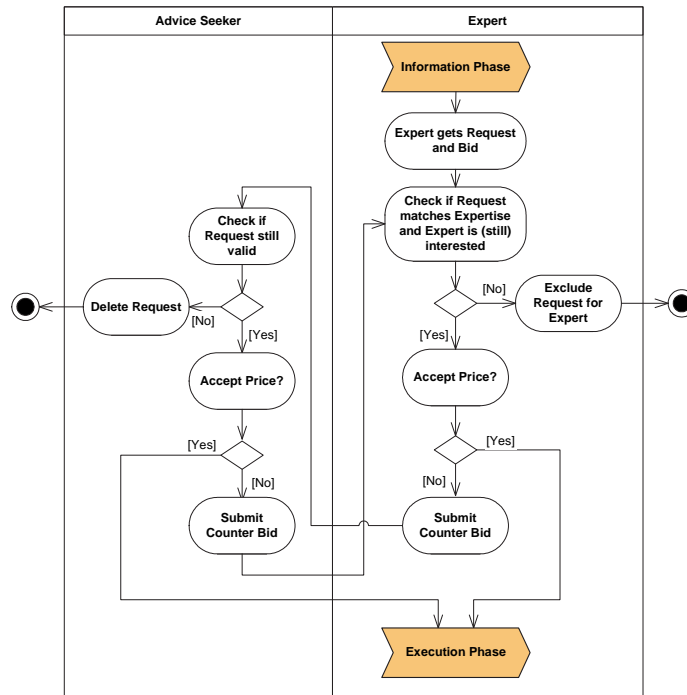 Advice Seeker
Expert
Information Phase
Expert gets Request
and Bid
Check if Request
matches Expertise
and Expert is (still)
interested
Check if
Request still
valid
Delete Request
[No]
[Yes]
[No]
Exclude
Request for
Expert
[Yes]
Accept Price?
Accept Price?
[Yes]
[No]
[Yes]
[No]
Submit
Counter Bid
Submit
Counter Bid
Execution Phase